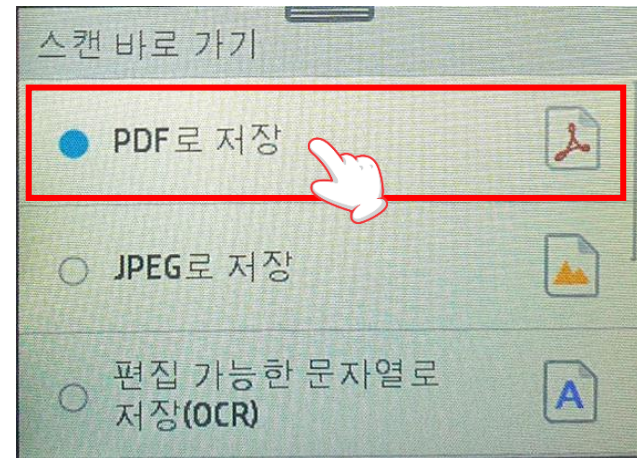 스캔 바로 가기
PDF로 저장
JPEG로 저장
편집 가능한 문자열로
저장(OCR)
A